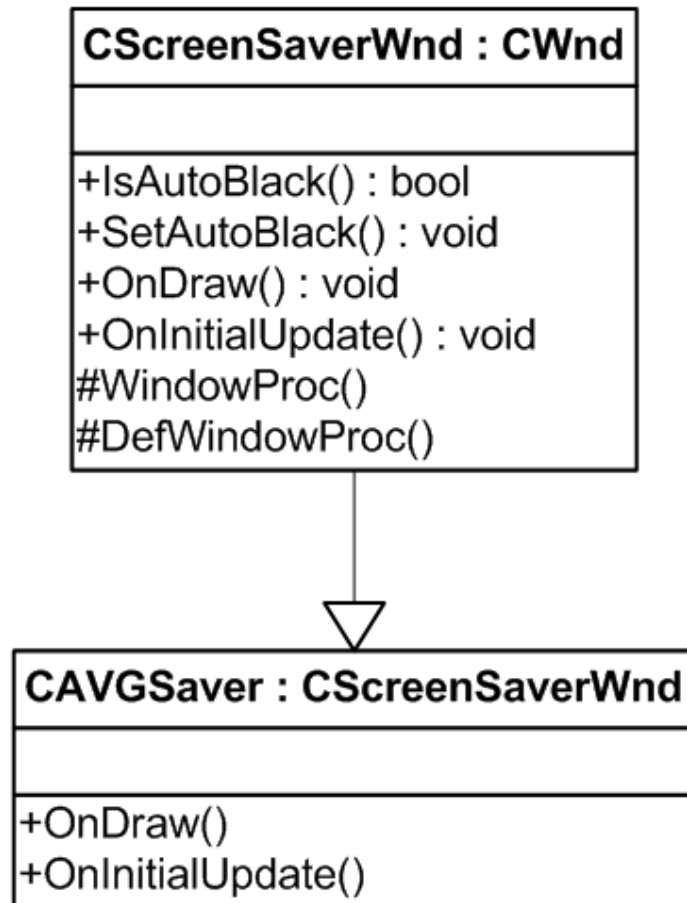 CScreenSaverWnd : CWnd
+IsAutoBlack() : bool
+SetAutoBlack() : void
+OnDraw() : void
+OnInitialUpdate() : void
#WindowProc()
#DefWindowProc()
CAVGSaver : CScreenSaverWnd
+OnDraw()
+OnInitialUpdate()